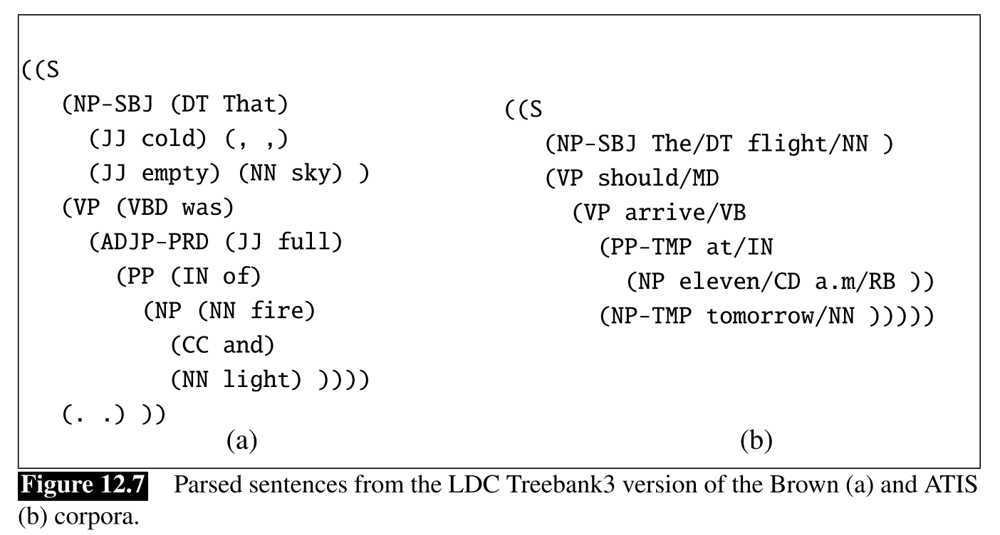 ((S
(NP-SBJ (DT That)
(JJ cold) (, ,)
(JJ empty) (NN sky) )
(VP (VBD was)
(ADJP-PRD (JJ full)
(PP (IN of)
(NP (NN fire)
(CC and)
(NN light) ))))
(. .) ))
(a)
((S
(NP-SBJ The/DT flight/NN )
(VP should/MD
(VP arrive/VB
(PP-TMP at/IN
(NP eleven/CD a.m/RB ))
(NP-TMP tomorrow/NN )))))
(b)
Figure 12.7 Parsed sentences from the LDC Treebank3 version of the Brown (a) and ATIS
(b) corpora.